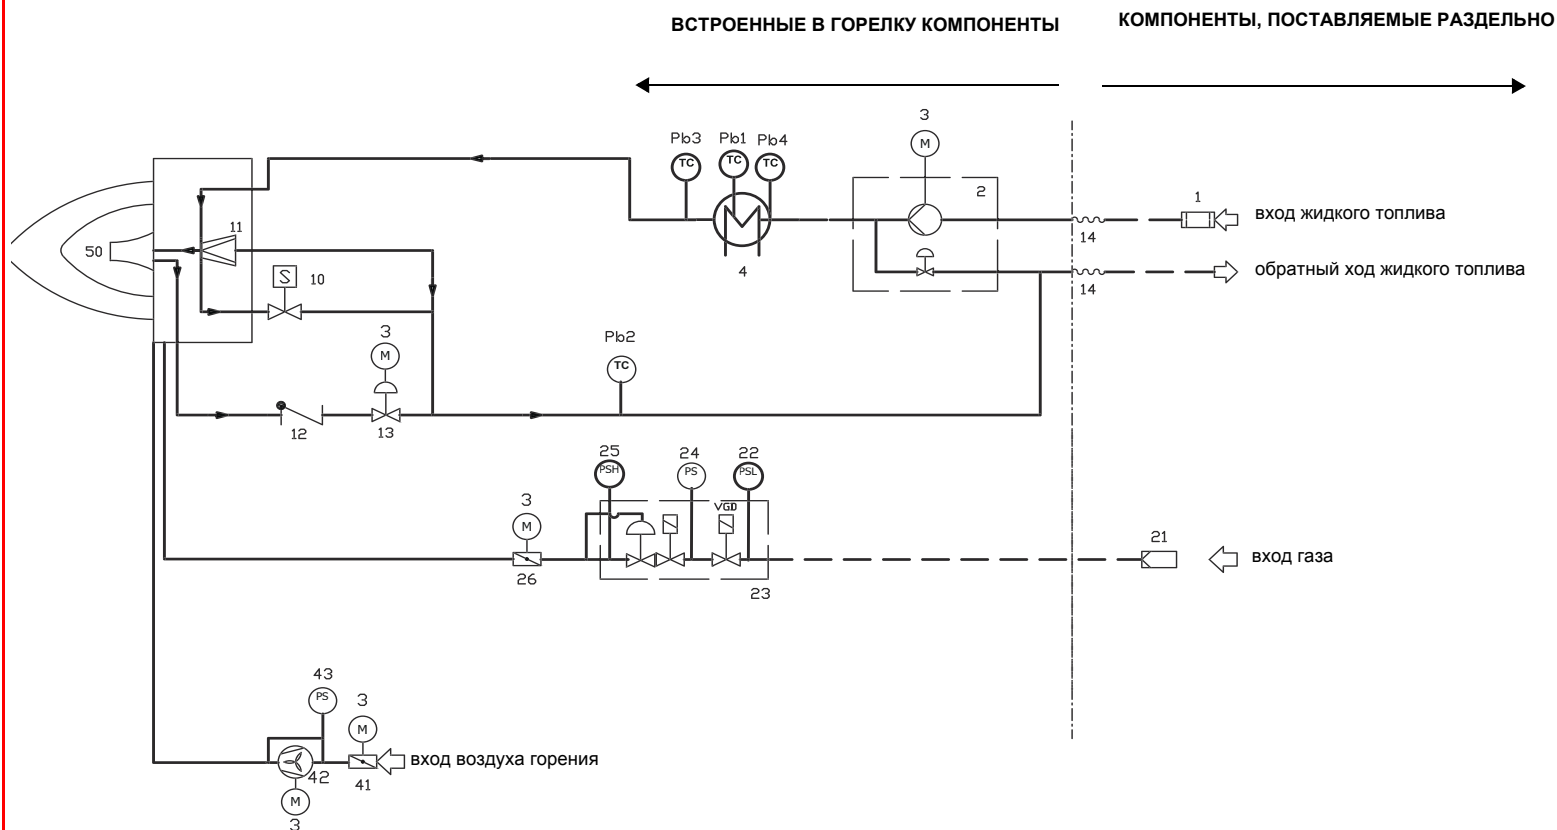 ВСТРОЕННЫЕ В ГОРЕЛКУ КОМПОНЕНТЫ
КОМПОНЕНТЫ, ПОСТАВЛЯЕМЫЕ РАЗДЕЛЬНО
3
M
Pb3
Pb1
Pb4
TC
TC
TC
2
1
вход жидкого топлива
14
4
11
50
S
10
обратный ход жидкого топлива
14
3
M
Pb2
TC
12
13
25
24
22
PSH
PS
PSL
3
M
VGD
21
вход газа
26
23
43
PS
3
M
вход воздуха горения
42
41
M
3